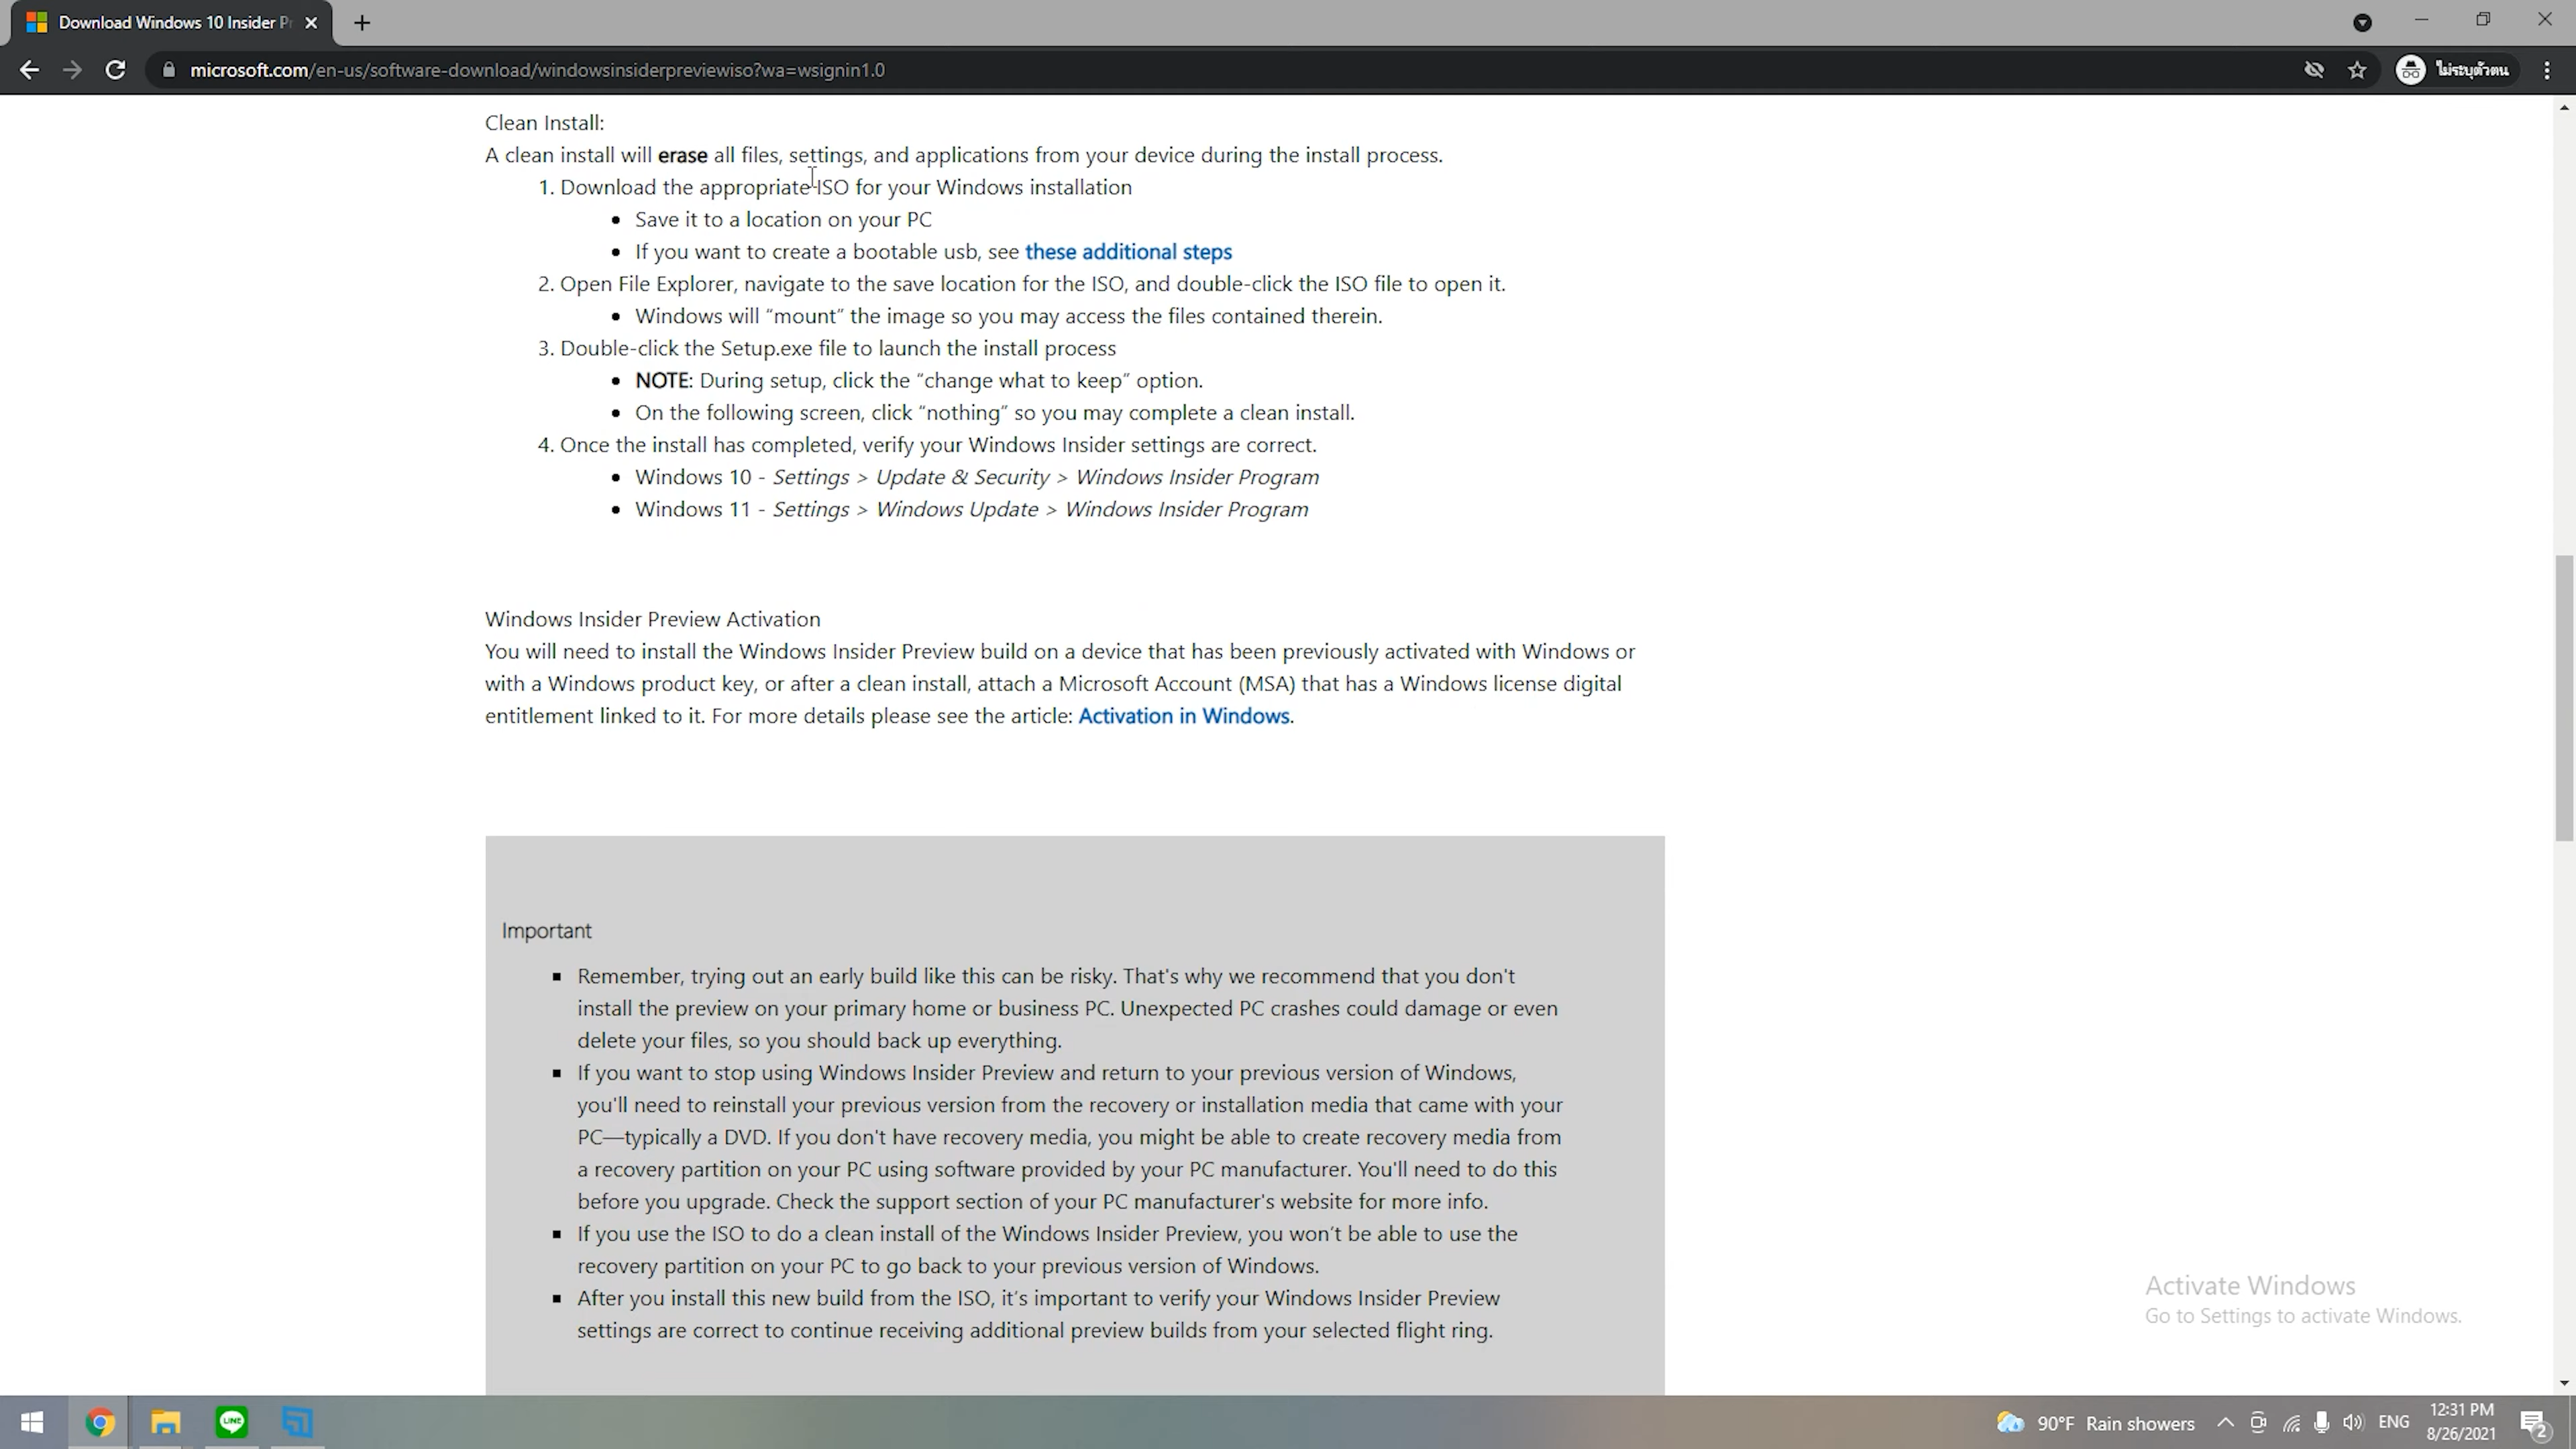 Download Windows 10 Insider Pr
microsoft.com/en-us/software-download/windowsinsiderpreviewiso?wa=wsignin1.0
ไม่ระบุตัวตน
Clean Install:
A clean install will erase all files, settings, and applications from your device during the install process.
1. Download the appropriate ISO for your Windows installation
• Save it to a location on your PC
• If you want to create a bootable usb, see these additional steps
2. Open File Explorer, navigate to the save location for the ISO, and double-click the ISO file to open it.
• Windows will “mount” the image so you may access the files contained therein.
3. Double-click the Setup.exe file to launch the install process
• NOTE: During setup, click the “change what to keep” option.
• On the following screen, click “nothing” so you may complete a clean install.
4. Once the install has completed, verify your Windows Insider settings are correct.
• Windows 10 - Settings > Update & Security > Windows Insider Program
• Windows 11 - Settings > Windows Update > Windows Insider Program
Windows Insider Preview Activation
You will need to install the Windows Insider Preview build on a device that has been previously activated with Windows or
with a Windows product key, or after a clean install, attach a Microsoft Account (MSA) that has a Windows license digital
entitlement linked to it. For more details please see the article: Activation in Windows.
Important
▪ Remember, trying out an early build like this can be risky. That's why we recommend that you don't
install the preview on your primary home or business PC. Unexpected PC crashes could damage or even
delete your files, so you should back up everything.
▪ If you want to stop using Windows Insider Preview and return to your previous version of Windows,
you'll need to reinstall your previous version from the recovery or installation media that came with your
PC—typically a DVD. If you don't have recovery media, you might be able to create recovery media from
a recovery partition on your PC using software provided by your PC manufacturer. You'll need to do this
before you upgrade. Check the support section of your PC manufacturer's website for more info.
▪ If you use the ISO to do a clean install of the Windows Insider Preview, you won’t be able to use the
recovery partition on your PC to go back to your previous version of Windows.
▪ After you install this new build from the ISO, it’s important to verify your Windows Insider Preview
settings are correct to continue receiving additional preview builds from your selected flight ring.
Activate Windows
Go to Settings to activate Windows.
LINE
90°F Rain showers
ENG
12:31 PM
8/26/2021
2